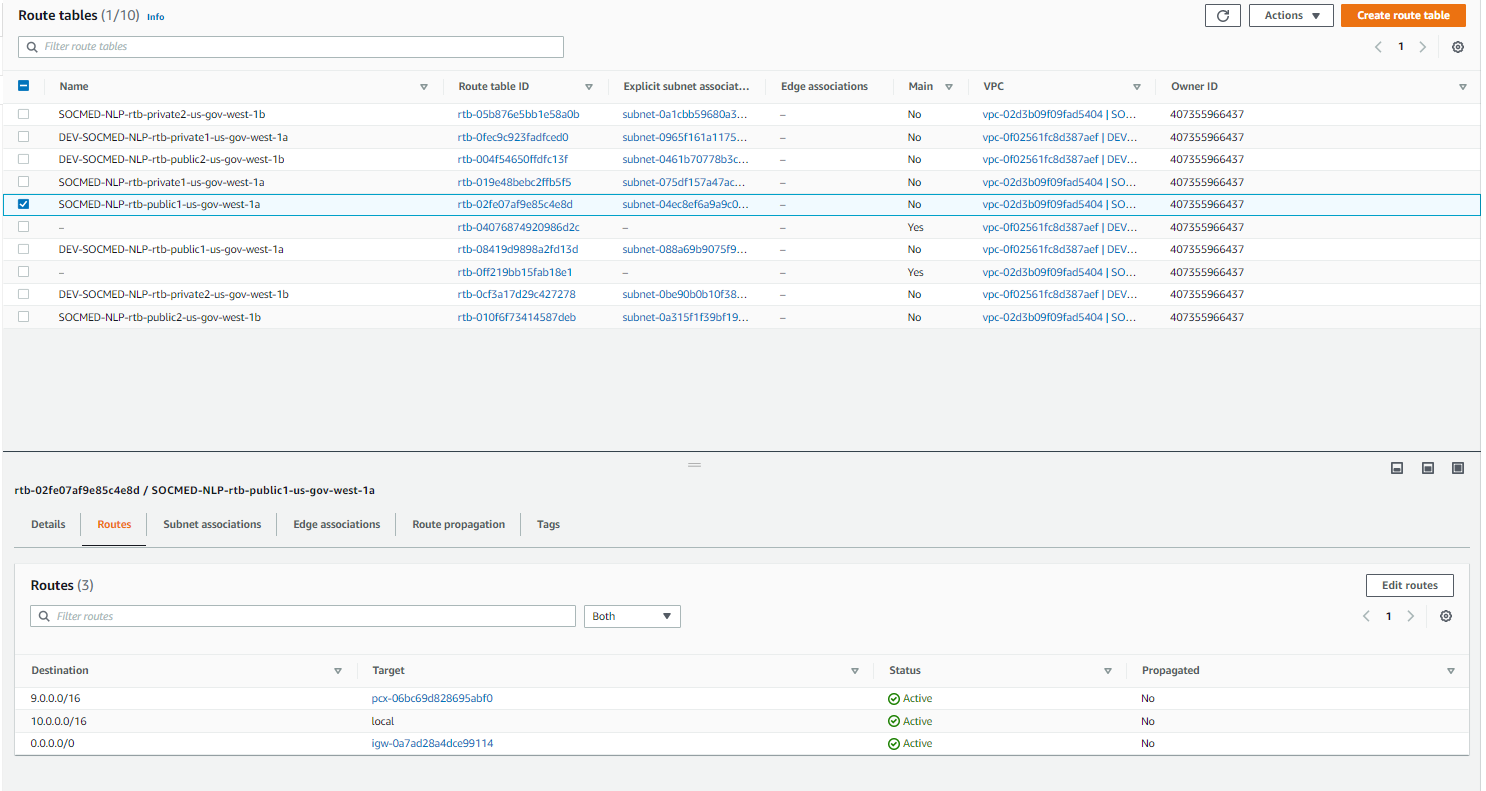 Route tables (1/10) Info
Actions ▼
Create route table
Filter route tables
1
Name Route table ID Explicit subnet associat... Edge associations Main VPC Owner ID
SOCMED-NLP-rtb-private2-us-gov-west-1b rtb-05b876e5bb1e58a0b subnet-0a1cbb59680a3... – No vpc-02d3b09f09fad5404 | SO... 407355966437
DEV-SOCMED-NLP-rtb-private1-us-gov-west-1a rtb-0fec9c923fadfced0 subnet-0965f161a1175... – No vpc-0f02561fc8d387aef | DEV... 407355966437
DEV-SOCMED-NLP-rtb-public2-us-gov-west-1b rtb-004f54650ffdfc13f subnet-0461b70778b3c... – No vpc-0f02561fc8d387aef | DEV... 407355966437
SOCMED-NLP-rtb-private1-us-gov-west-1a rtb-019e48bebc2ffb5f5 subnet-075df157a47ac... – No vpc-02d3b09f09fad5404 | SO... 407355966437
SOCMED-NLP-rtb-public1-us-gov-west-1a rtb-02fe07af9e85c4e8d subnet-04ec8ef6a9a9c0... – No vpc-02d3b09f09fad5404 | SO... 407355966437
– rtb-04076874920986d2c – – Yes vpc-0f02561fc8d387aef | DEV... 407355966437
DEV-SOCMED-NLP-rtb-public1-us-gov-west-1a rtb-08419d9898a2fd13d subnet-088a69b9075f9... – No vpc-0f02561fc8d387aef | DEV... 407355966437
– rtb-0ff219bb15fab18e1 – – Yes vpc-02d3b09f09fad5404 | SO... 407355966437
DEV-SOCMED-NLP-rtb-private2-us-gov-west-1b rtb-0cf3a17d29c427278 subnet-0be90b0b10f38... – No vpc-0f02561fc8d387aef | DEV... 407355966437
SOCMED-NLP-rtb-public2-us-gov-west-1b rtb-010f6f73414587deb subnet-0a315f1f39bf19... – No vpc-02d3b09f09fad5404 | SO... 407355966437
rtb-02fe07af9e85c4e8d / SOCMED-NLP-rtb-public1-us-gov-west-1a
Details Routes Subnet associations Edge associations Route propagation Tags
Routes (3)
Edit routes
Filter routes
Both
1
Destination Target Status Propagated
9.0.0.0/16 pcx-06bc69d828695abf0 Active No
10.0.0.0/16 local Active No
0.0.0.0/0 igw-0a7ad28a4dce99114 Active No